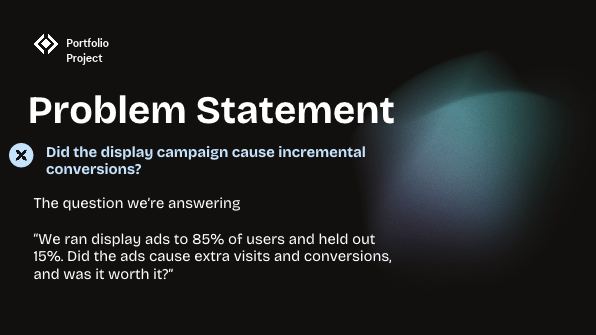 Portfolio
Project
Problem Statement
Did the display campaign cause incremental
conversions?
The question we’re answering
“We ran display ads to 85% of users and held out
15%. Did the ads cause extra visits and conversions,
and was it worth it?”